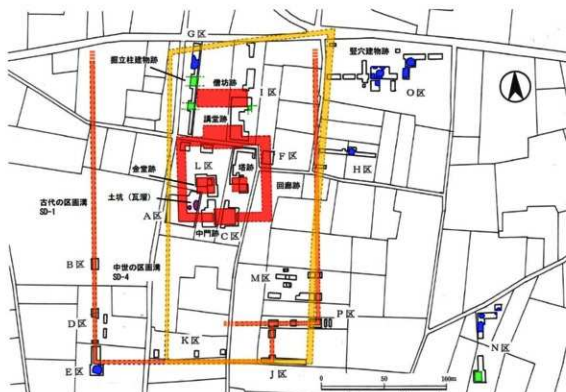 G区
掘立柱建物跡
僧坊跡
竪穴建物跡
I区
O区
講堂跡
F区
L区
金堂跡
塔跡
H区
回廊跡
古代の区画溝
SD-1
土坑(瓦溜)
A区
C区
中門跡
B区
中世の区画溝
SD-4
M区
D区
P区
K区
N区
E区
J区
0
50
100m